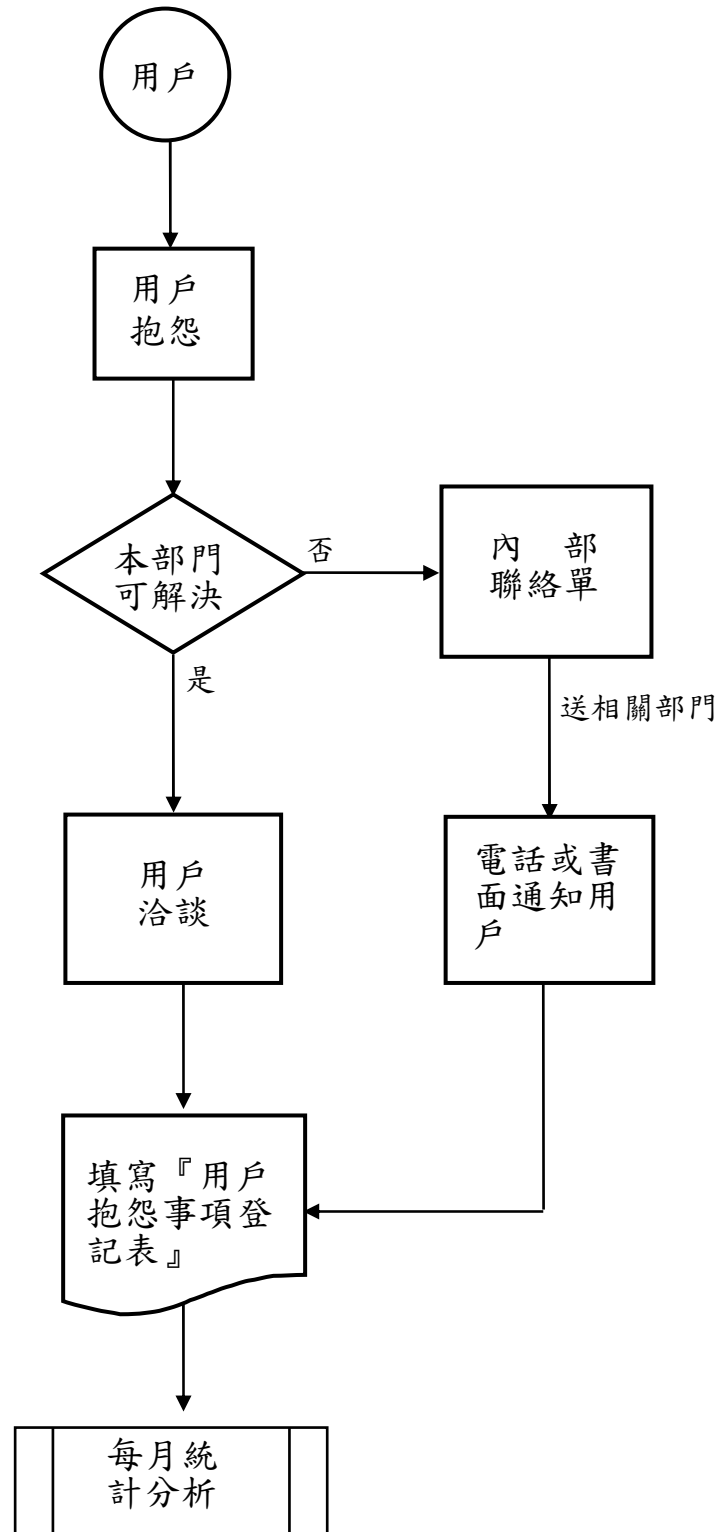 用戶
用戶
抱怨
本部門
可解決
否
內　部
聯絡單
是
送相關部門
用戶
洽談
電話或書
面通知用
戶
填寫『用戶
抱怨事項登
記表』
每月統
計分析